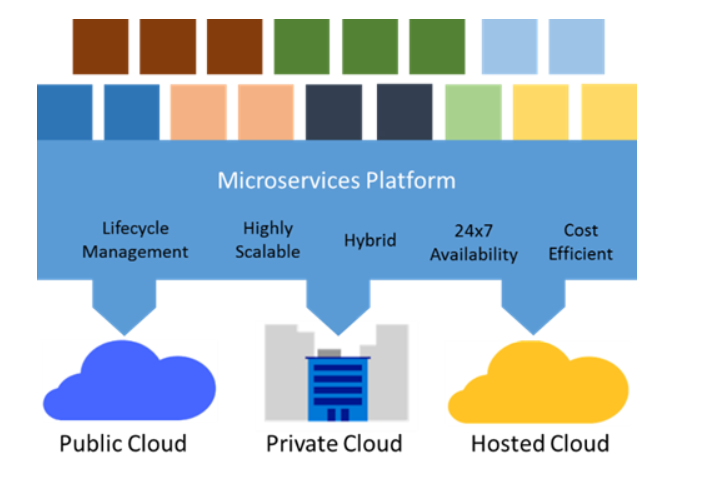 Microservices Platform
Lifecycle
Management
Highly
Scalable
Hybrid
24x7
Availability
Cost
Efficient
Public Cloud
Private Cloud
Hosted Cloud